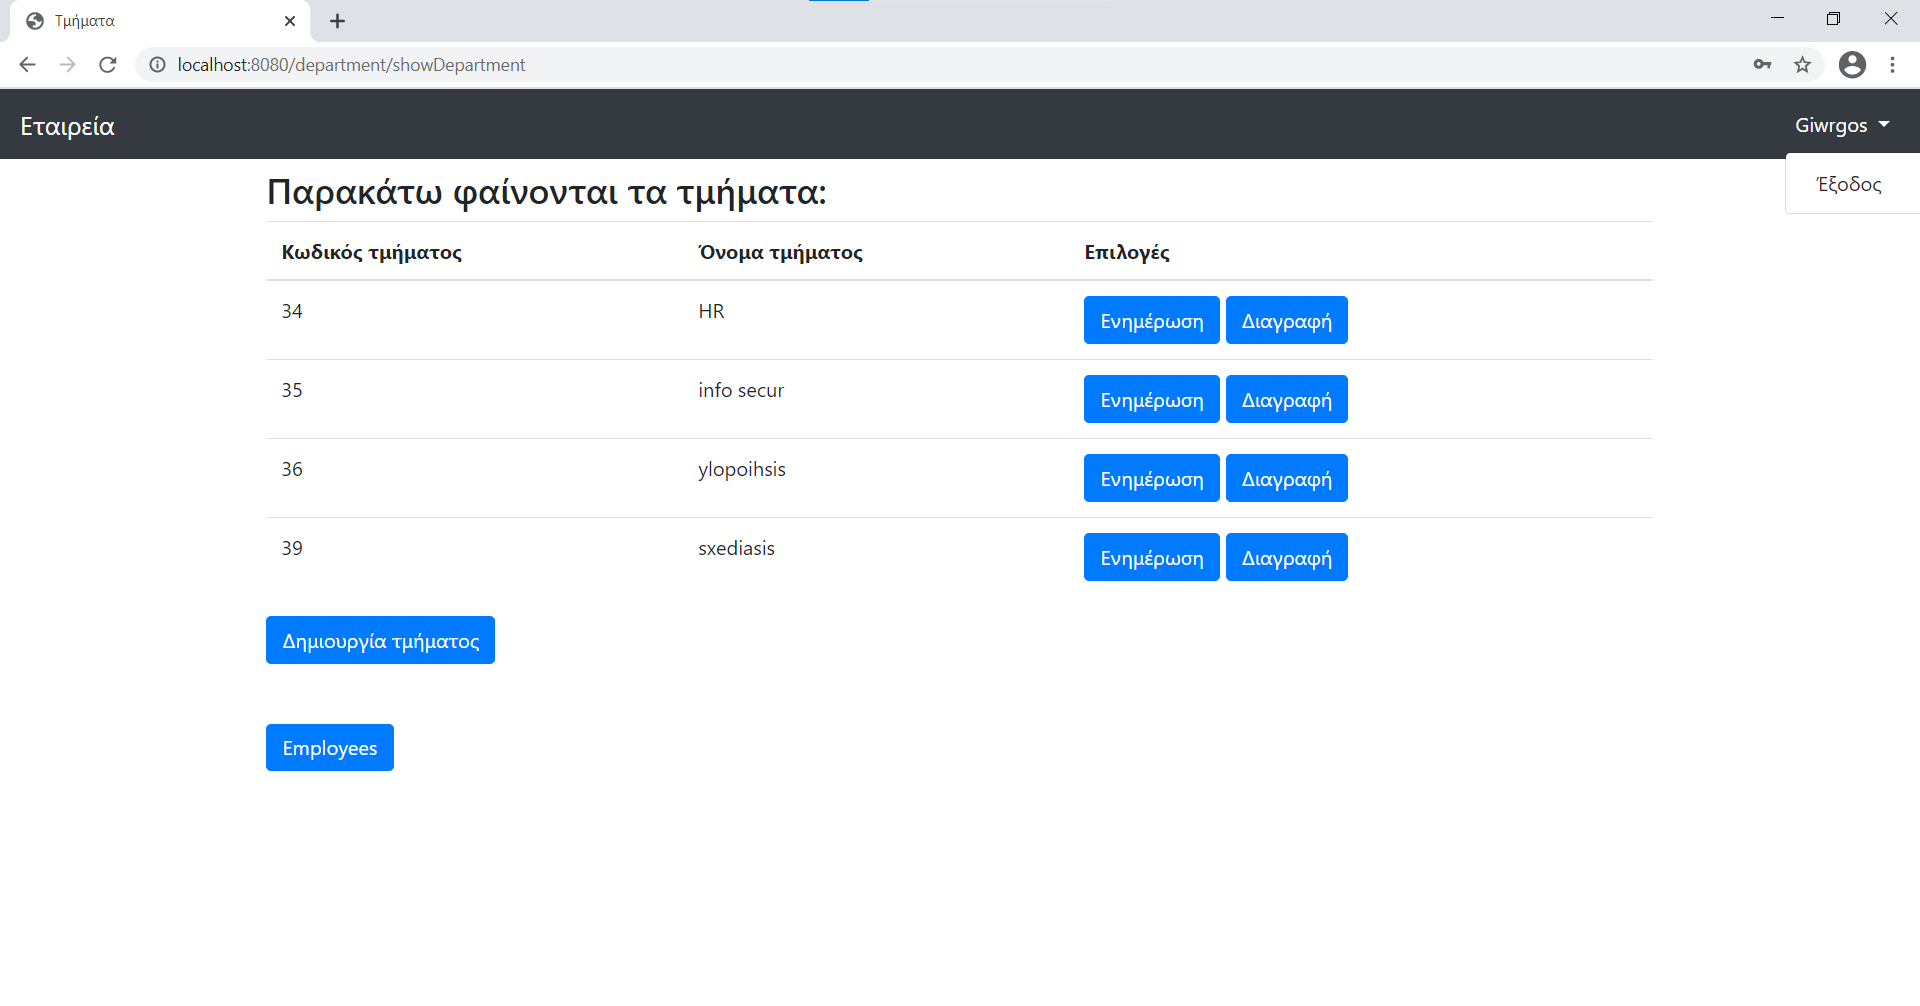 Τμήματα
localhost:8080/department/showDepartment
Εταιρεία
Giwrgos
Έξοδος
Παρακάτω φαίνονται τα τμήματα:
Κωδικός τμήματος Όνομα τμήματος Επιλογές
34 HR Ενημέρωση Διαγραφή
35 info secur Ενημέρωση Διαγραφή
36 ylopoihsis Ενημέρωση Διαγραφή
39 sxediasis Ενημέρωση Διαγραφή
Δημιουργία τμήματος
Employees